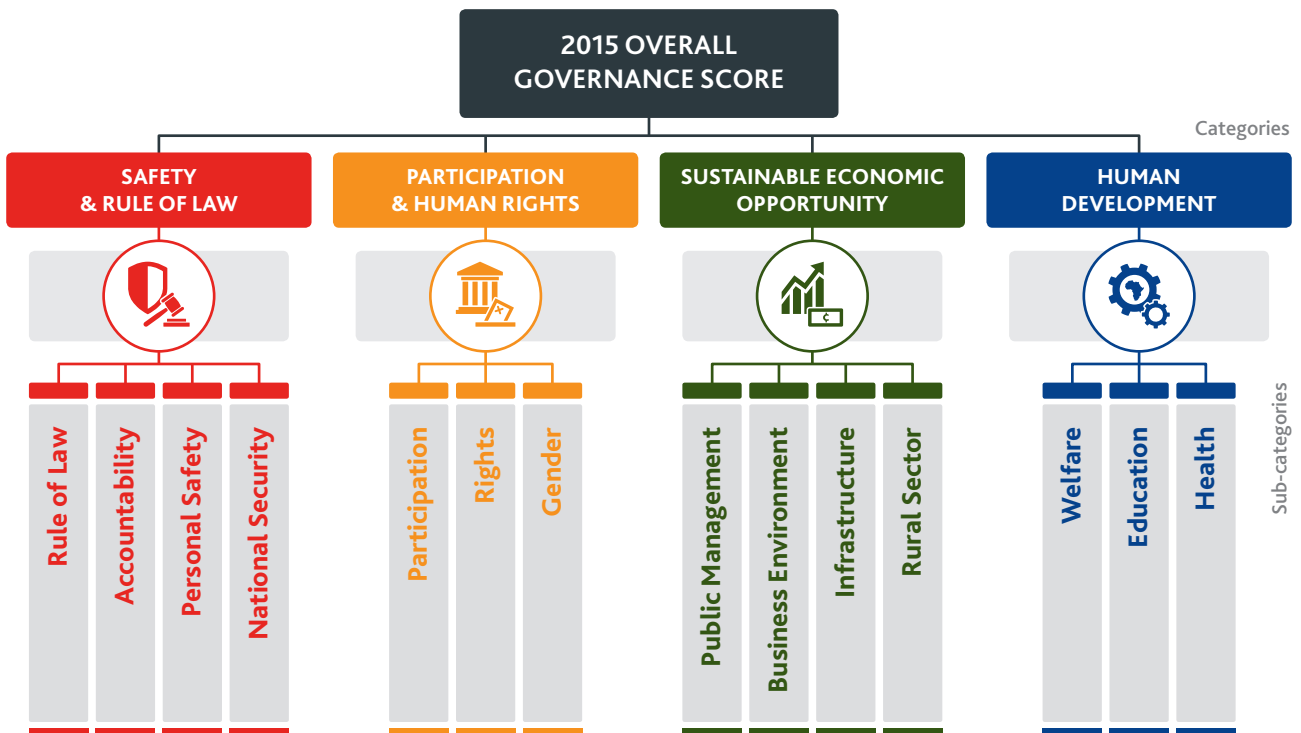 2015 OVERALL
GOVERNANCE SCORE
Categories
SAFETY
& RULE OF LAW
PARTICIPATION
& HUMAN RIGHTS
SUSTAINABLE ECONOMIC
OPPORTUNITY
HUMAN
DEVELOPMENT
¢
Rule of Law
Accountability
Personal Safety
National Security
Participation
Rights
Gender
Public Management
Business Environment
Infrastructure
Rural Sector
Welfare
Education
Health
Sub-categories